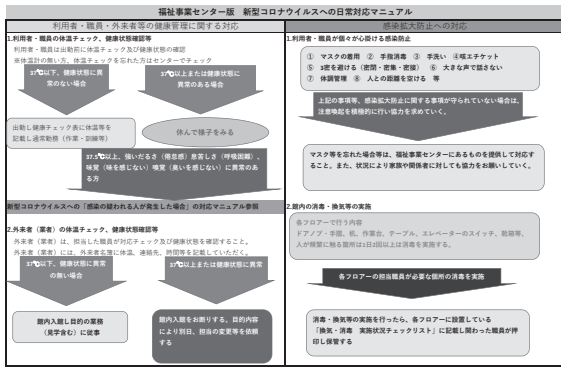 福祉事業センター版　新型コロナウイルスへの日常対応マニュアル
利用者・職員・外来者等の健康管理に関する対応
1.利用者・職員の体温チェック、健康状態確認等
利用者・職員は出勤前に体温チェック及び健康状態の確認
※体温計の無い方、体温チェックを忘れた方はセンターでチェック
37℃以下、健康状態に異
常のない場合
37℃以上または健康状態に
異常のある場合
出勤し健康チェック表に体温等を
記載し通常勤務（作業・訓練等）
休んで様子をみる
37.5℃以上、強いだるさ（倦怠感）息苦しさ（呼吸困難）、
味覚（味を感じない）嗅覚（臭いを感じない）に異常のあ
る方
新型コロナウイルスへの「感染の疑われる人が発生した場合」の対応マニュアル参照
2.外来者（業者）の体温チェック、健康状態確認等
外来者（業者）は、担当した職員が対応チェック及び健康状態を確認すること。
外来者（業者）には、外来者名簿に体温、連絡先、時間等を記載していただく。
37℃以下、健康状態に異常
の無い場合
37℃以上または健康状態に異常
館内入館し目的の業務
（見学含む）に従事
館内入館をお断りする。目的内容
により別日、担当の変更等を依頼
する
感染拡大防止への対応
1.利用者・職員が個々が心掛ける感染防止
①　マスクの着用　②　手指消毒　③　手洗い　④咳エチケット
⑤　3密を避ける（密閉・密集・密接）　⑥　大きな声で話さない
⑦　体調管理　⑧　人との距離を空ける　等
上記の事項等、感染拡大防止に関する事項が守られていない場合は、
注意喚起を積極的に行い協力を求めていく。
マスク等を忘れた場合等は、福祉事業センターにあるものを提供して対応す
ること。また、状況により家族や関係者に対しても協力をお願いしていく。
2.館内の消毒・換気等の実施
各フロアーで行う内容
ドアノブ・手摺、机、作業台、テーブル、エレベーターのスイッチ、靴箱等、
人が頻繁に触る箇所は1日2回以上は消毒を実施する。
各フロアーの担当職員が必要な個所の消毒を実施
消毒・換気等の実施を行ったら、各フロアーに設置している
「換気・消毒　実施状況チェックリスト」に記載し関わった職員が押
印し保管する